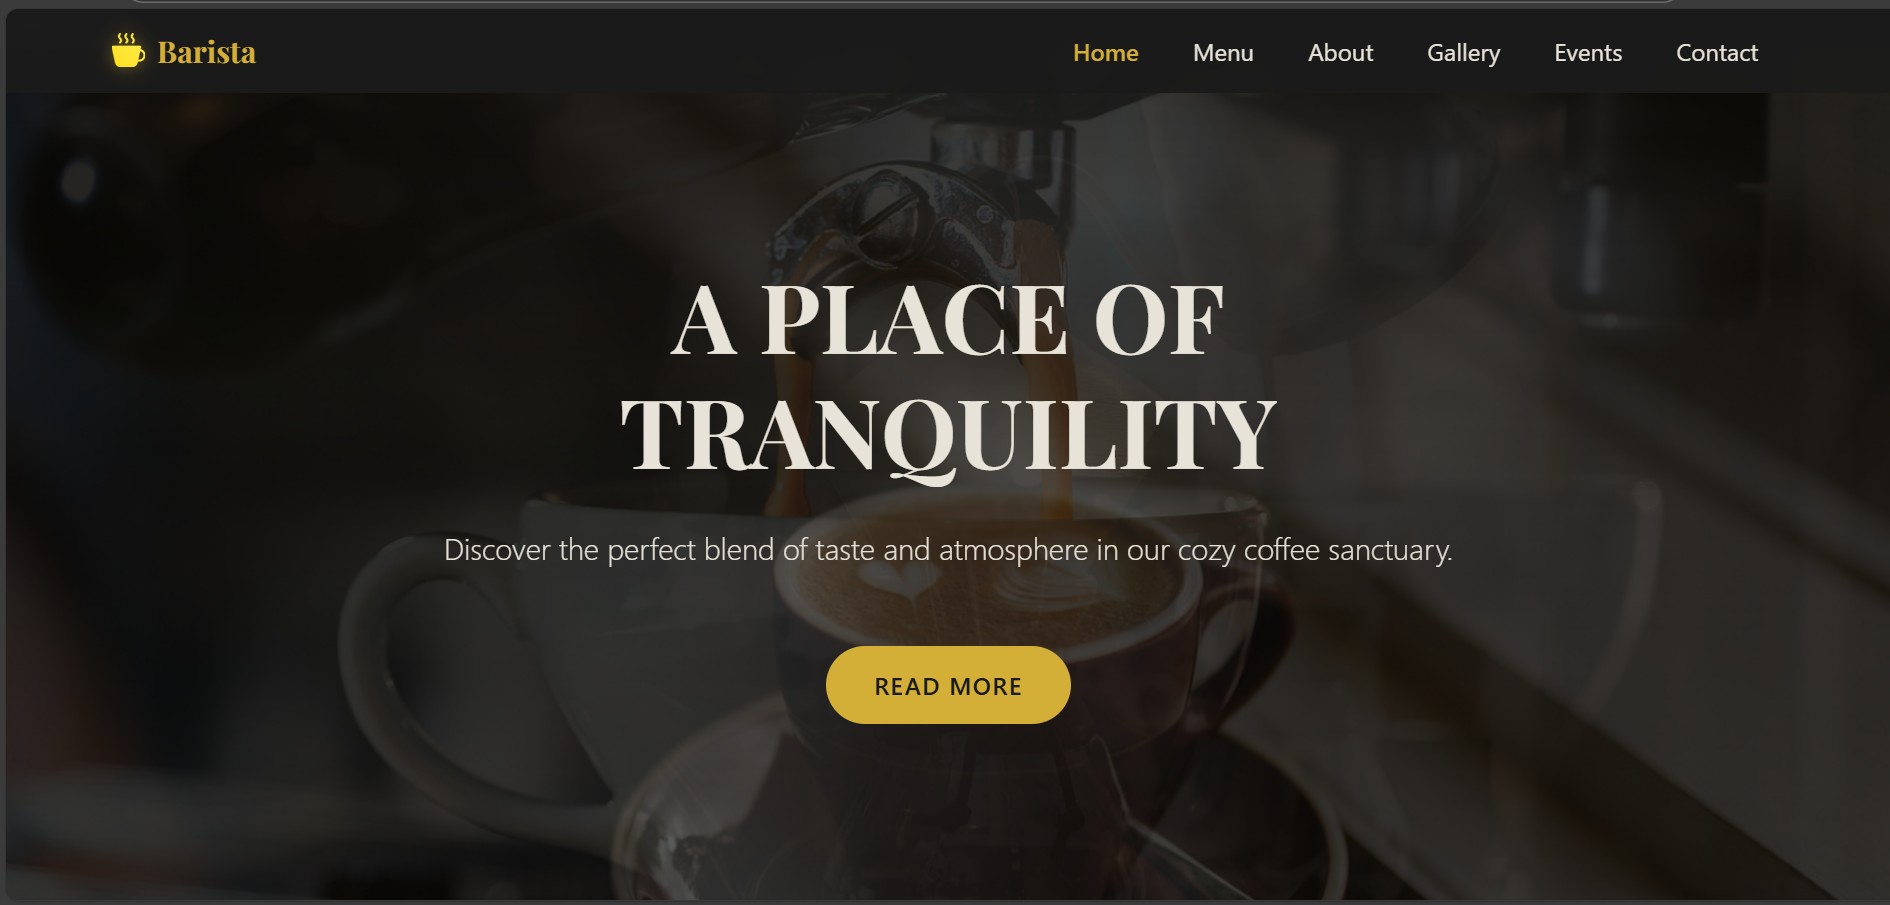 Barista
Home Menu About Gallery Events Contact
A PLACE OF
TRANQUILITY
Discover the perfect blend of taste and atmosphere in our cozy coffee sanctuary.
READ MORE